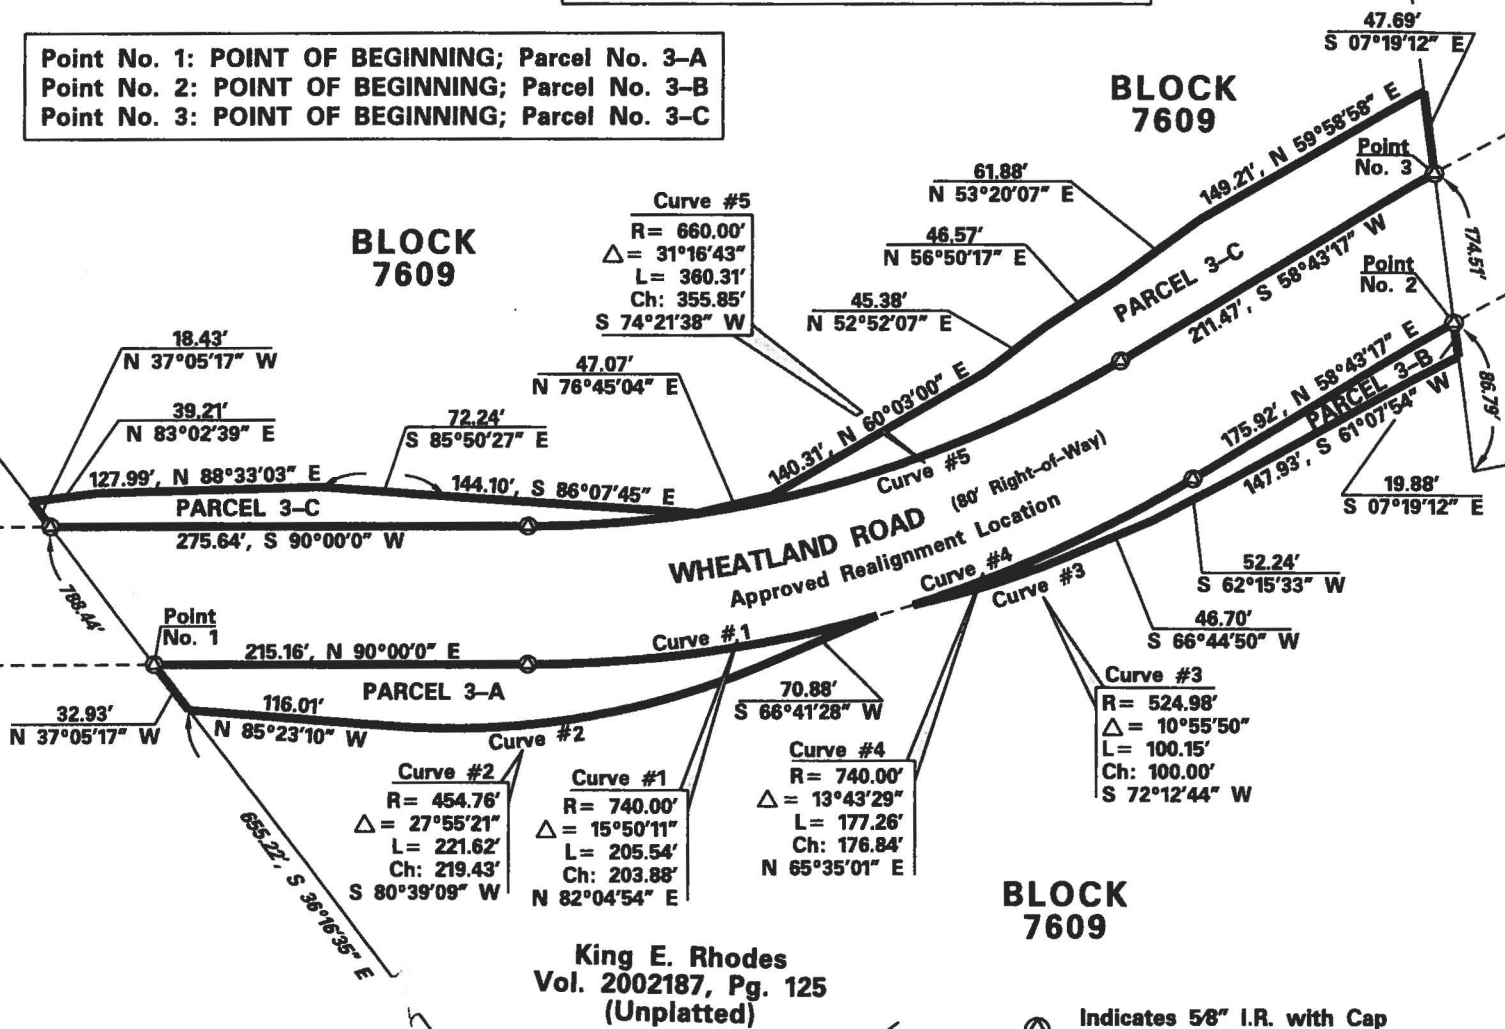 Point No. 1: POINT OF BEGINNING; Parcel No. 3-A
Point No. 2: POINT OF BEGINNING; Parcel No. 3-B
Point No. 3: POINT OF BEGINNING; Parcel No. 3-C
47.69'
S 07°19'12" E
BLOCK
7609
149.21', N 59°58'58" E
Point
No. 3
61.88'
N 53°20'07" E
174.51'
BLOCK
7609
Curve #5
R= 660.00'
△= 31°16'43"
L= 360.31'
Ch: 355.85'
S 74°21'38" W
46.57'
N 56°50'17" E
PARCEL 3-C
211.47', S 58°43'17" W
Point
No. 2
45.38'
N 52°52'07" E
18.43'
N 37°05'17" W
47.07'
N 76°45'04" E
39.21'
N 83°02'39" E
72.24'
S 85°50'27" E
140.31', N 60°03'00" E
175.92', N 58°43'17" E
PARCEL 3-B
86.79'
147.93', S 61°07'54" W
127.99', N 88°33'03" E
144.10', S 86°07'45" E
Curve #5
(80' Right-of-Way)
19.88'
S 07°19'12" E
PARCEL 3-C
275.64', S 90°00'0" W
WHEATLAND ROAD
Approved Realignment Location
Curve #4
Curve #3
52.24'
S 62°15'33" W
788.44'
Point
No. 1
46.70'
S 66°44'50" W
215.16', N 90°00'0" E
Curve #1
PARCEL 3-A
32.93'
N 37°05'17" W
116.01'
N 85°23'10" W
Curve #2
70.88'
S 66°41'28" W
Curve #3
R= 524.98'
△= 10°55'50"
L= 100.15'
Ch: 100.00'
S 72°12'44" W
Curve #2
R= 454.76'
△= 27°55'21"
L= 221.62'
Ch: 219.43'
S 80°39'09" W
Curve #1
R= 740.00'
△= 15°50'11"
L= 205.54'
Ch: 203.88'
N 82°04'54" E
Curve #4
R= 740.00'
△= 13°43'29"
L= 177.26'
Ch: 176.84'
N 65°35'01" E
655.22', S 36°16'35" E
BLOCK
7609
King E. Rhodes
Vol. 2002187, Pg. 125
(Unplatted)
Indicates 5/8" I.R. with Cap